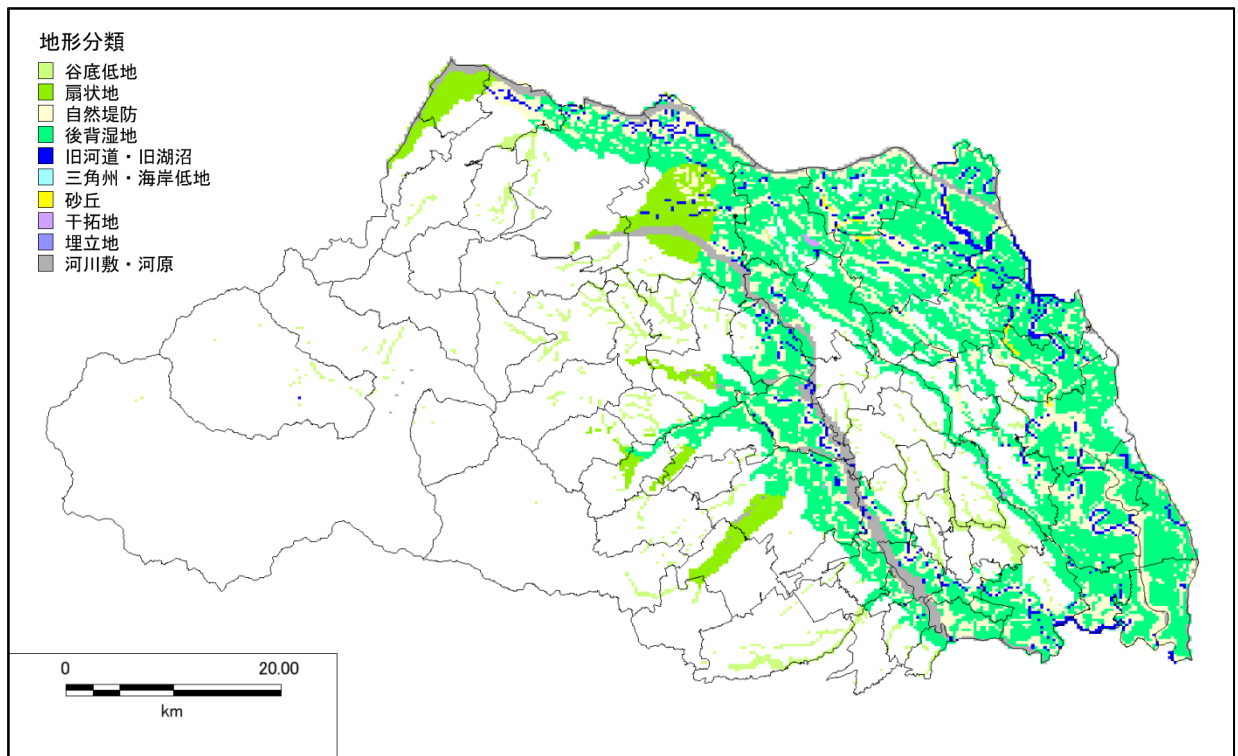 地形分類
谷底低地
扇状地
自然堤防
後背湿地
旧河道・旧湖沼
三角州・海岸低地
砂丘
干拓地
埋立地
河川敷・河原
0 20.00
km